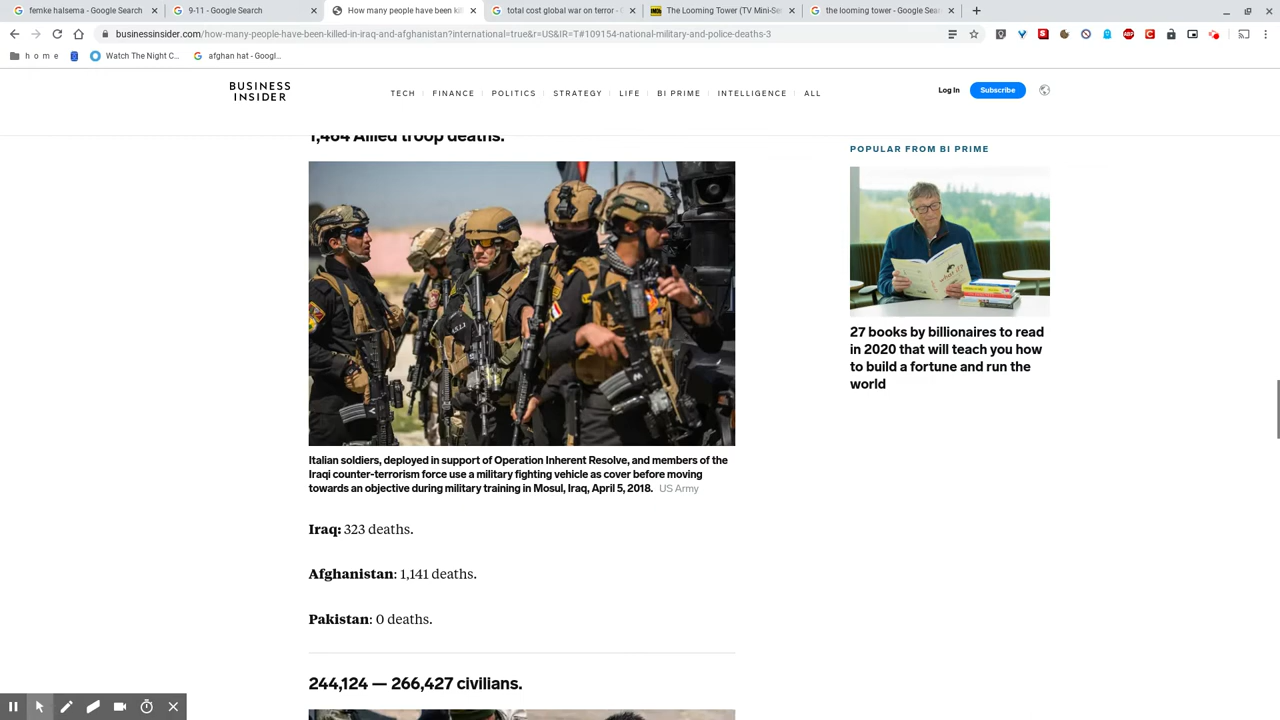 femke halsema - Google Search
9-11 - Google Search
How many people have been kil
total cost global war on terror -
The Looming Tower (TV Mini-Se
the looming tower - Google Sea
businessinsider.com/how-many-people-have-been-killed-in-iraq-and-afghanistan?international=true&r=US&IR=T#109154-national-military-and-police-deaths-3
h o m e
Watch The Night C...
afghan hat - Googl...
BUSINESS
INSIDER
TECH
FINANCE
POLITICS
STRATEGY
LIFE
BI PRIME
INTELLIGENCE
ALL
Log In
Subscribe
1,464 Allied troop deaths.
Italian soldiers, deployed in support of Operation Inherent Resolve, and members of the
Iraqi counter-terrorism force use a military fighting vehicle as cover before moving
towards an objective during military training in Mosul, Iraq, April 5, 2018. US Army
Iraq: 323 deaths.
Afghanistan: 1,141 deaths.
Pakistan: 0 deaths.
244,124 — 266,427 civilians.
POPULAR FROM BI PRIME
27 books by billionaires to read
in 2020 that will teach you how
to build a fortune and run the
world